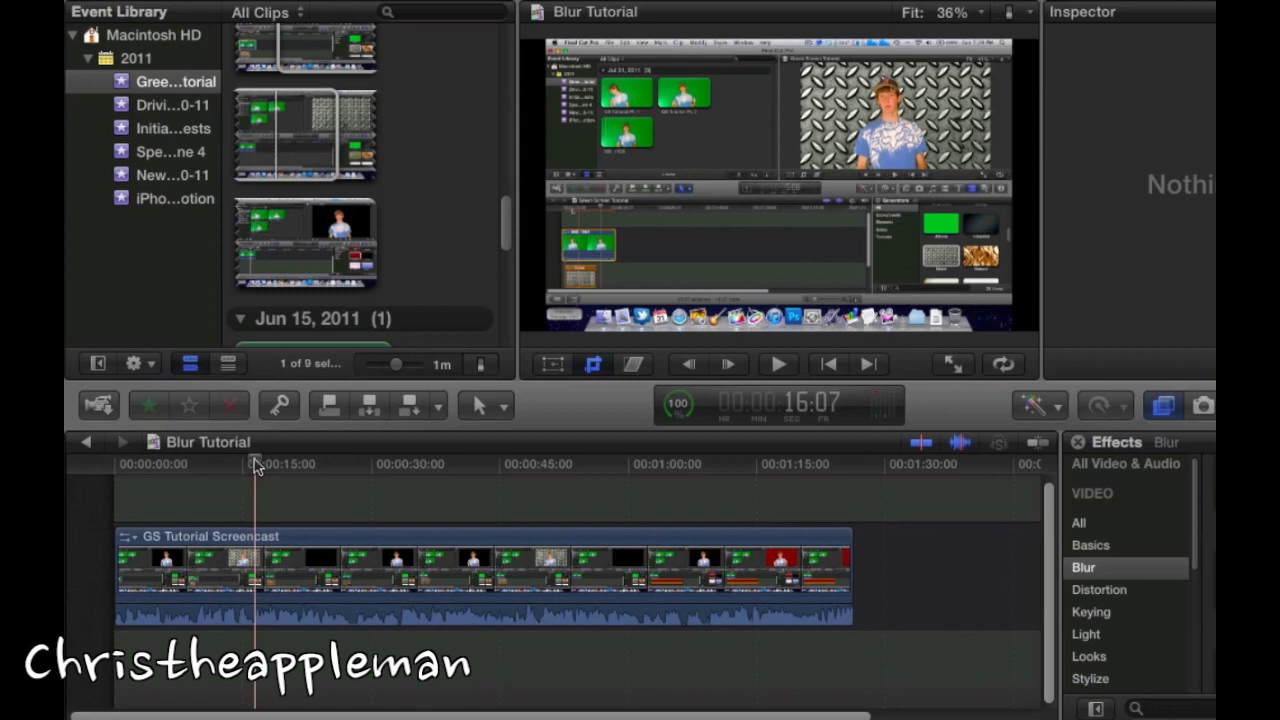 Event Library
All Clips
Blur Tutorial
Fit: 36%
Inspector
Macintosh HD
2011
Gree...torial
Drivi...0-11
Initia...ests
Spe...ne 4
New...0-11
iPho...otion
Nothi
Jun 15, 2011 (1)
1 of 9 sel...
1m
100
%
00:00:16:07
HR MIN SEC FR
Blur Tutorial
Effects Blur
00:00:00:00
00:00:15:00
00:00:30:00
00:00:45:00
00:01:00:00
00:01:15:00
00:01:30:00
All Video & Audio
VIDEO
All
Basics
Blur
Distortion
Keying
Light
Looks
Stylize
GS Tutorial Screencast
Christheappleman